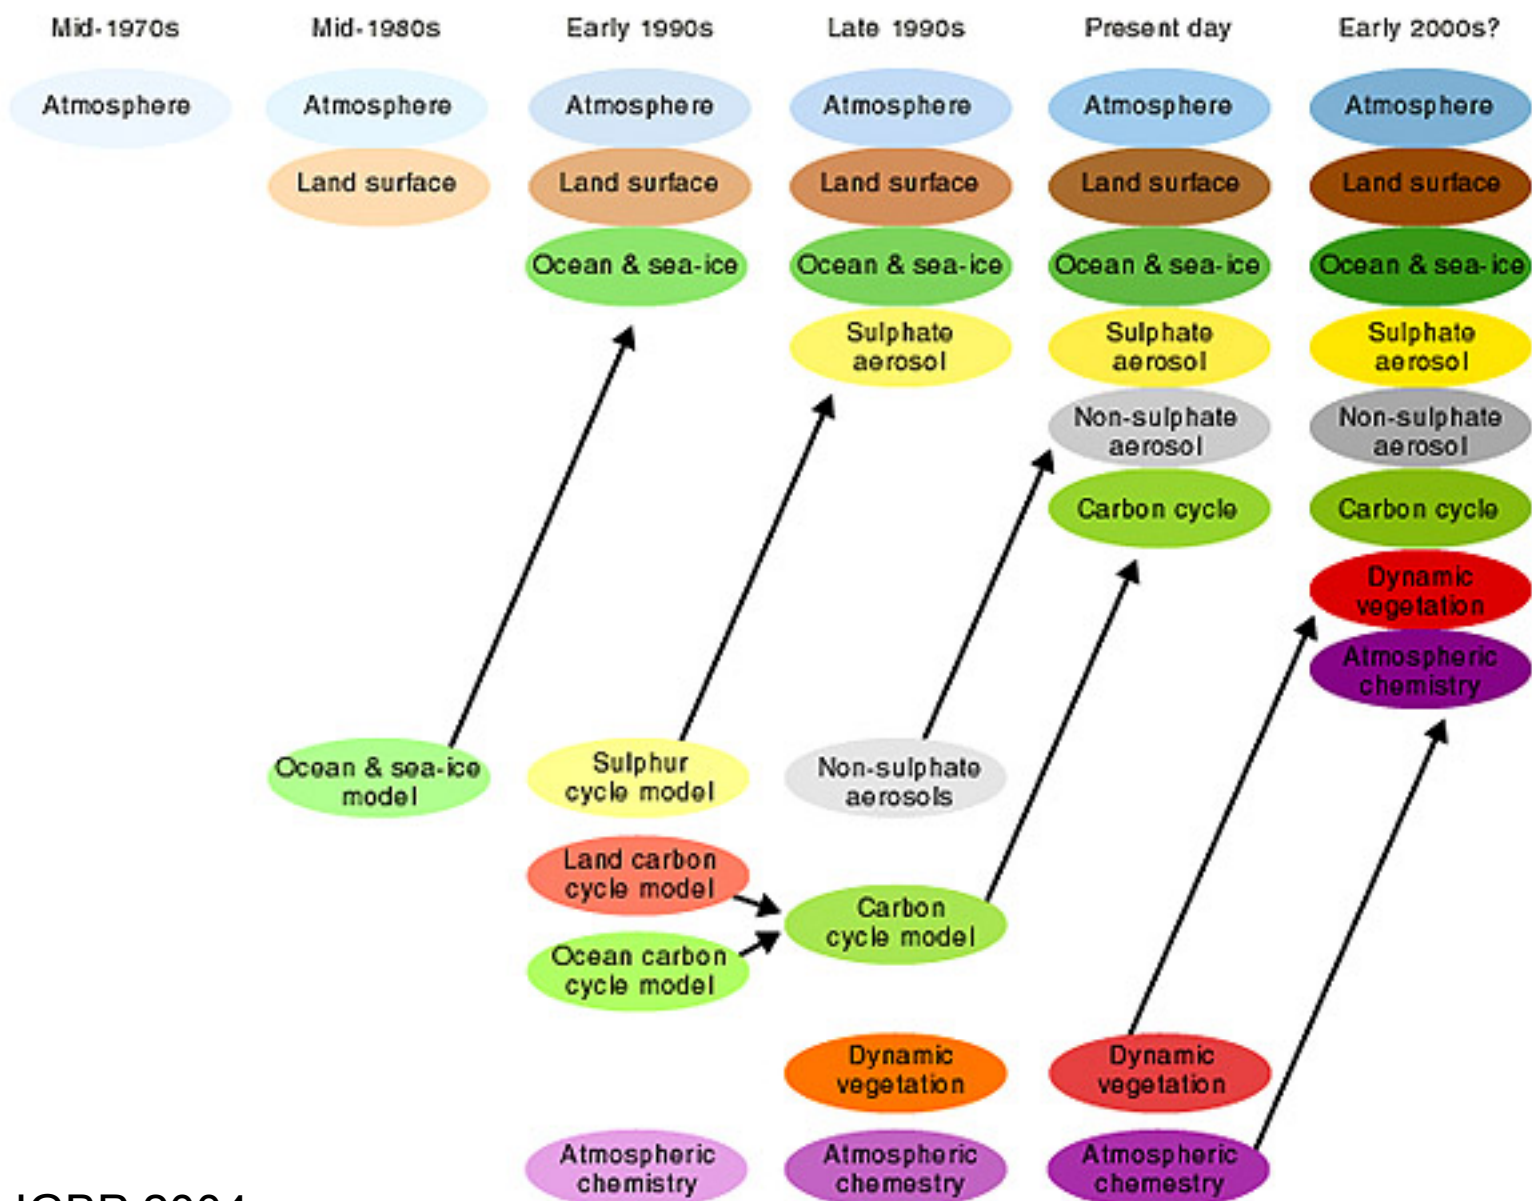 Mid-1970s Mid-1980s Early 1990s Late 1990s Present day Early 2000s?
Atmosphere Atmosphere Atmosphere Atmosphere Atmosphere Atmosphere
Land surface Land surface Land surface Land surface Land surface
Ocean & sea-ice Ocean & sea-ice Ocean & sea-ice Ocean & sea-ice
Sulphate
aerosol
Sulphate
aerosol
Sulphate
aerosol
Non-sulphate
aerosol
Non-sulphate
aerosol
Carbon cycle Carbon cycle
Dynamic
vegetation
Atmospheric
chemistry
Ocean & sea-ice
model
Sulphur
cycle model
Non-sulphate
aerosols
Land carbon
cycle model
Carbon
cycle model
Ocean carbon
cycle model
Dynamic
vegetation
Dynamic
vegetation
Atmospheric
chemistry
Atmospheric
chemestry
Atmospheric
chemestry